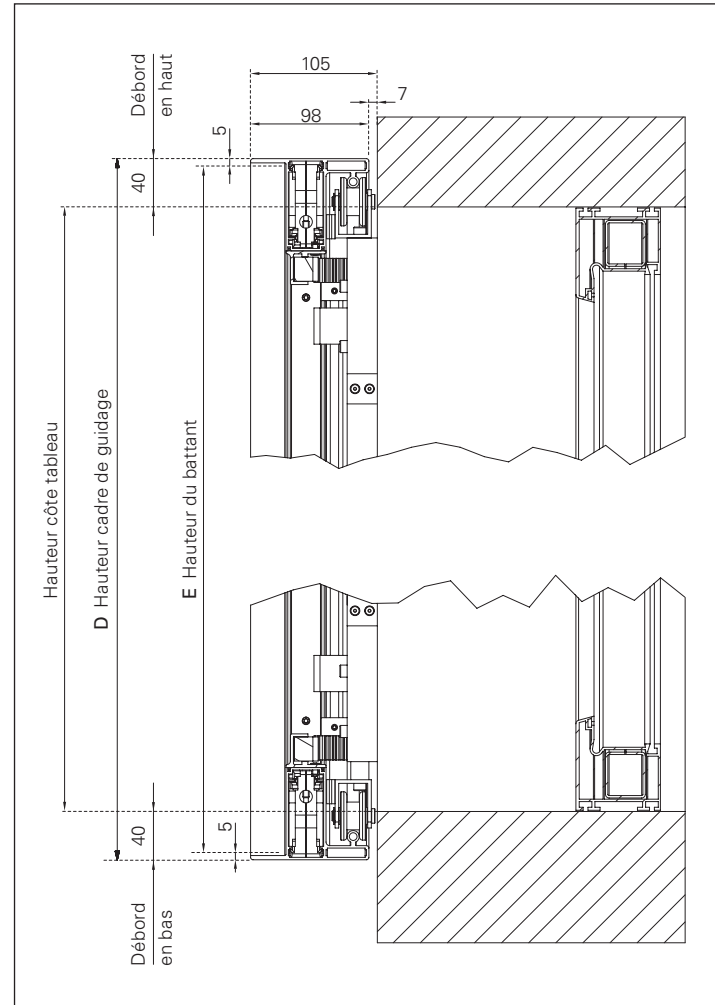 Débord
en haut
105
98
7
5
40
Hauteur côte tableau
D Hauteur cadre de guidage
E Hauteur du battant
40
5
Débord
en bas